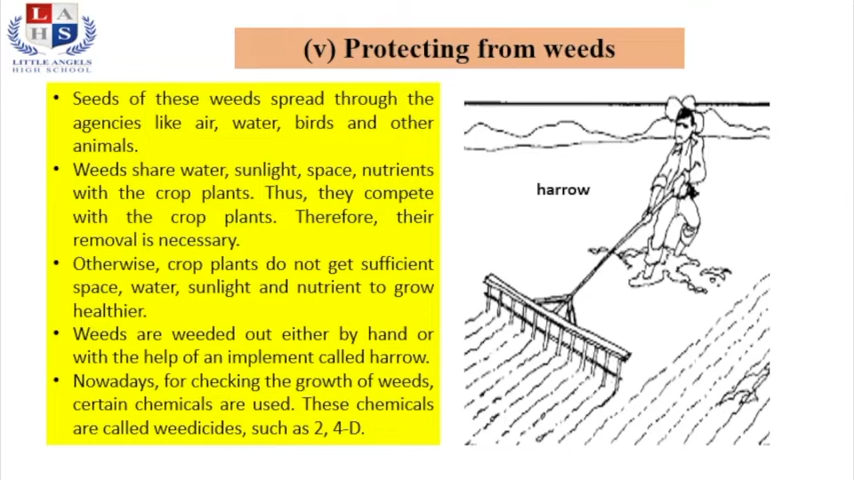 L A
H S
LITTLE ANGELS
HIGH SCHOOL
(v) Protecting from weeds
• Seeds of these weeds spread through the
agencies like air, water, birds and other
animals.
• Weeds share water, sunlight, space, nutrients
with the crop plants. Thus, they compete
with the crop plants. Therefore, their
removal is necessary.
• Otherwise, crop plants do not get sufficient
space, water, sunlight and nutrient to grow
healthier.
• Weeds are weeded out either by hand or
with the help of an implement called harrow.
• Nowadays, for checking the growth of weeds,
certain chemicals are used. These chemicals
are called weedicides, such as 2, 4-D.
harrow